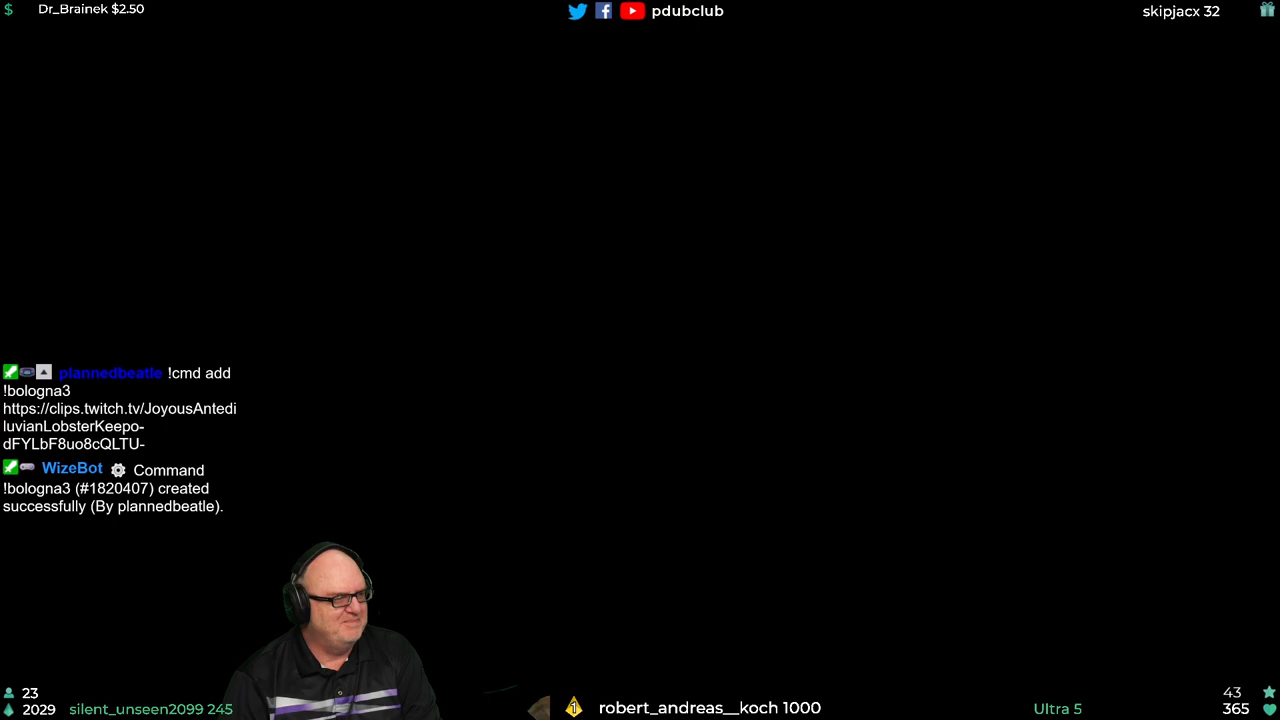 Dr_Brainek $2.50
pdubclub
skipjacx 32
plannedbeatle !cmd add
!bologna3
https://clips.twitch.tv/JoyousAntedi
luvianLobsterKeepo-
dFYLbF8uo8cQLTU-
WizeBot Command
!bologna3 (#1820407) created
successfully (By plannedbeatle).
23
2029 silent_unseen2099 245
robert_andreas__koch 1000
Ultra 5
43
365